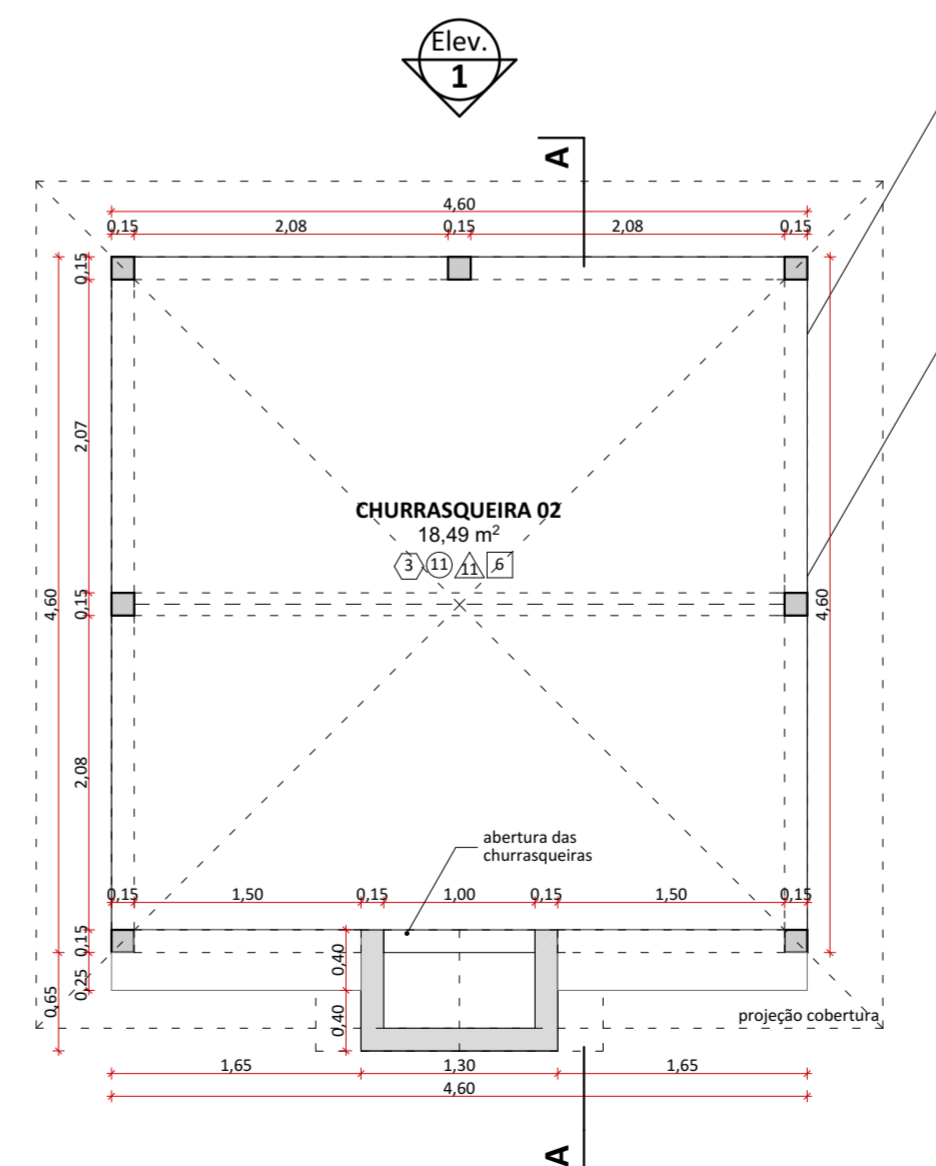 Elev.
1
A
4,60
0,15 2,08 0,15 2,08 0,15
0,15
2,07
CHURRASQUEIRA 02
18,49 m²
3 11 11 6
4,60
0,15
4,60
2,08
abertura das
churrasqueiras
0,15 1,50 0,15 1,00 0,15 1,50 0,15
0,15
0,40
0,25
0,65
0,40
projeção cobertura
1,65 1,30 1,65
4,60
A